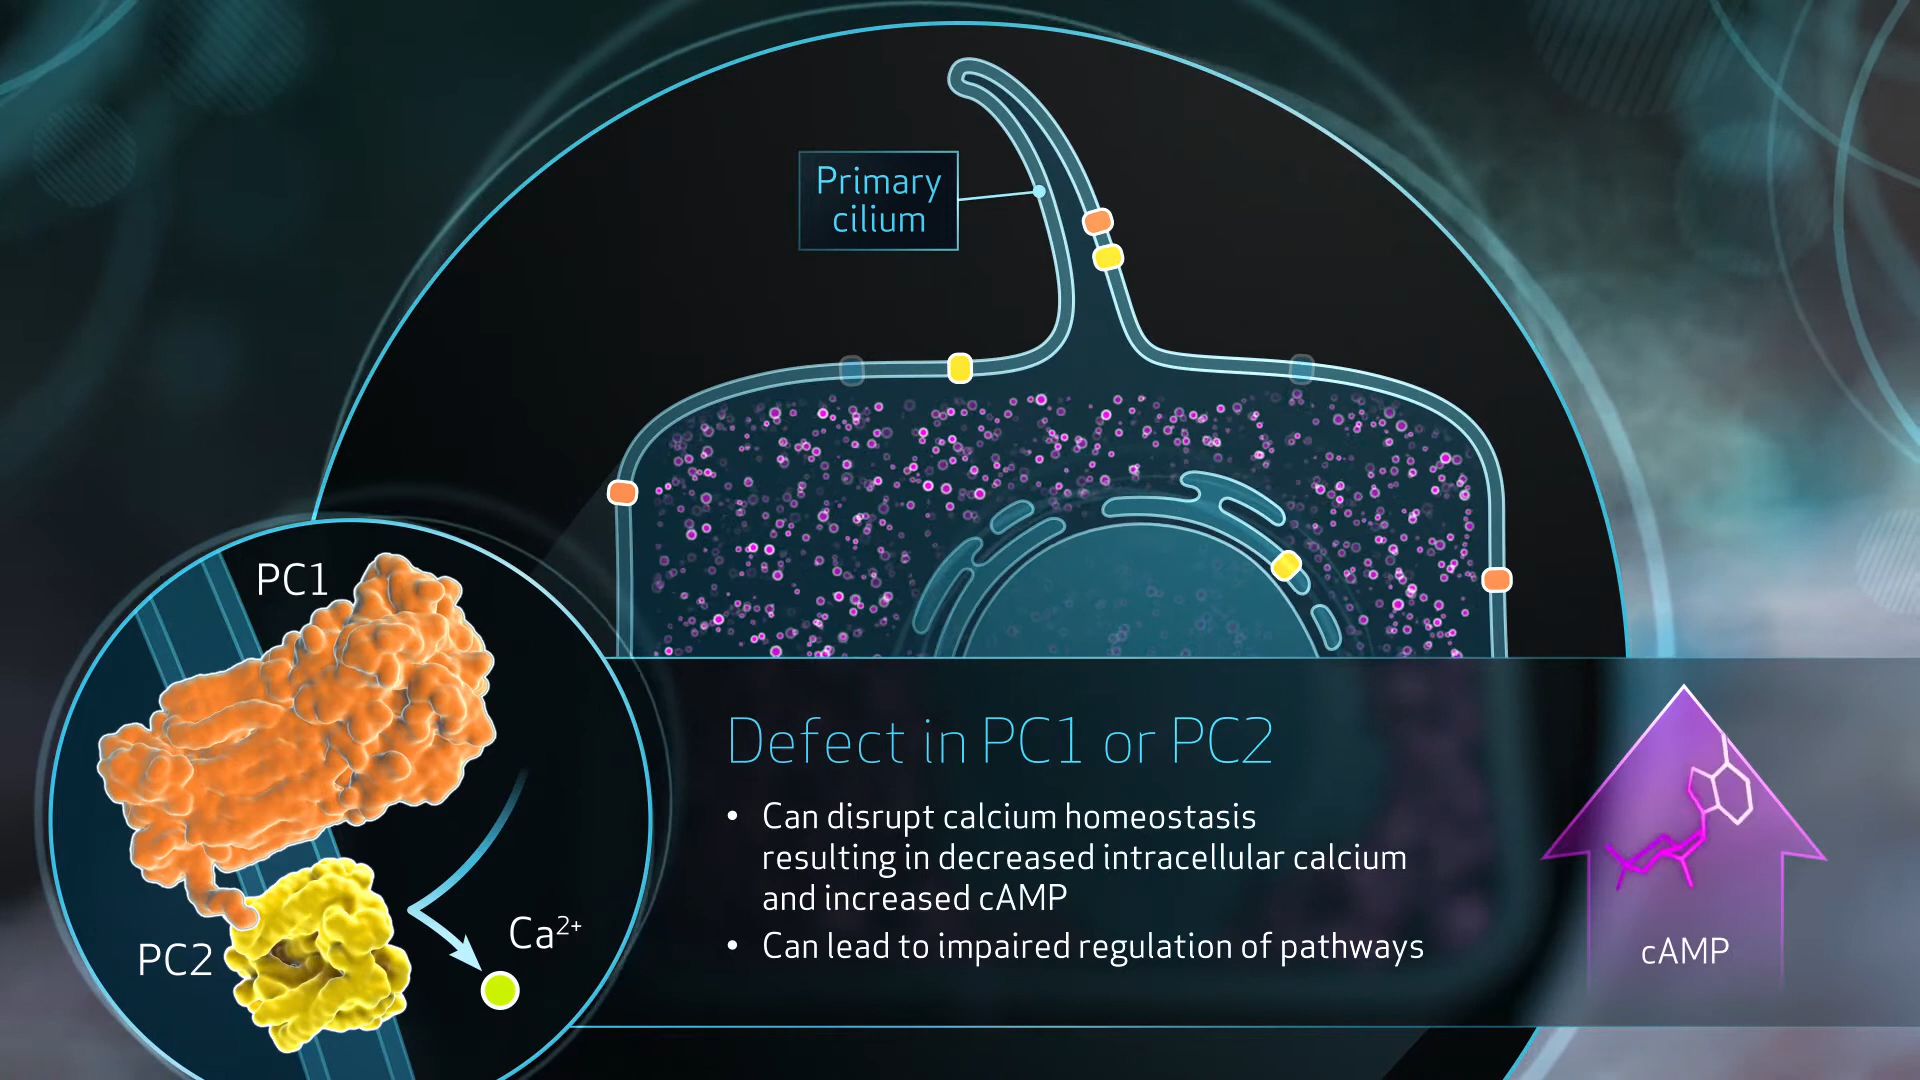 Primary
cilium
PC1
PC2
Ca²⁺
Defect in PC1 or PC2
• Can disrupt calcium homeostasis
resulting in decreased intracellular calcium
and increased cAMP
• Can lead to impaired regulation of pathways
cAMP